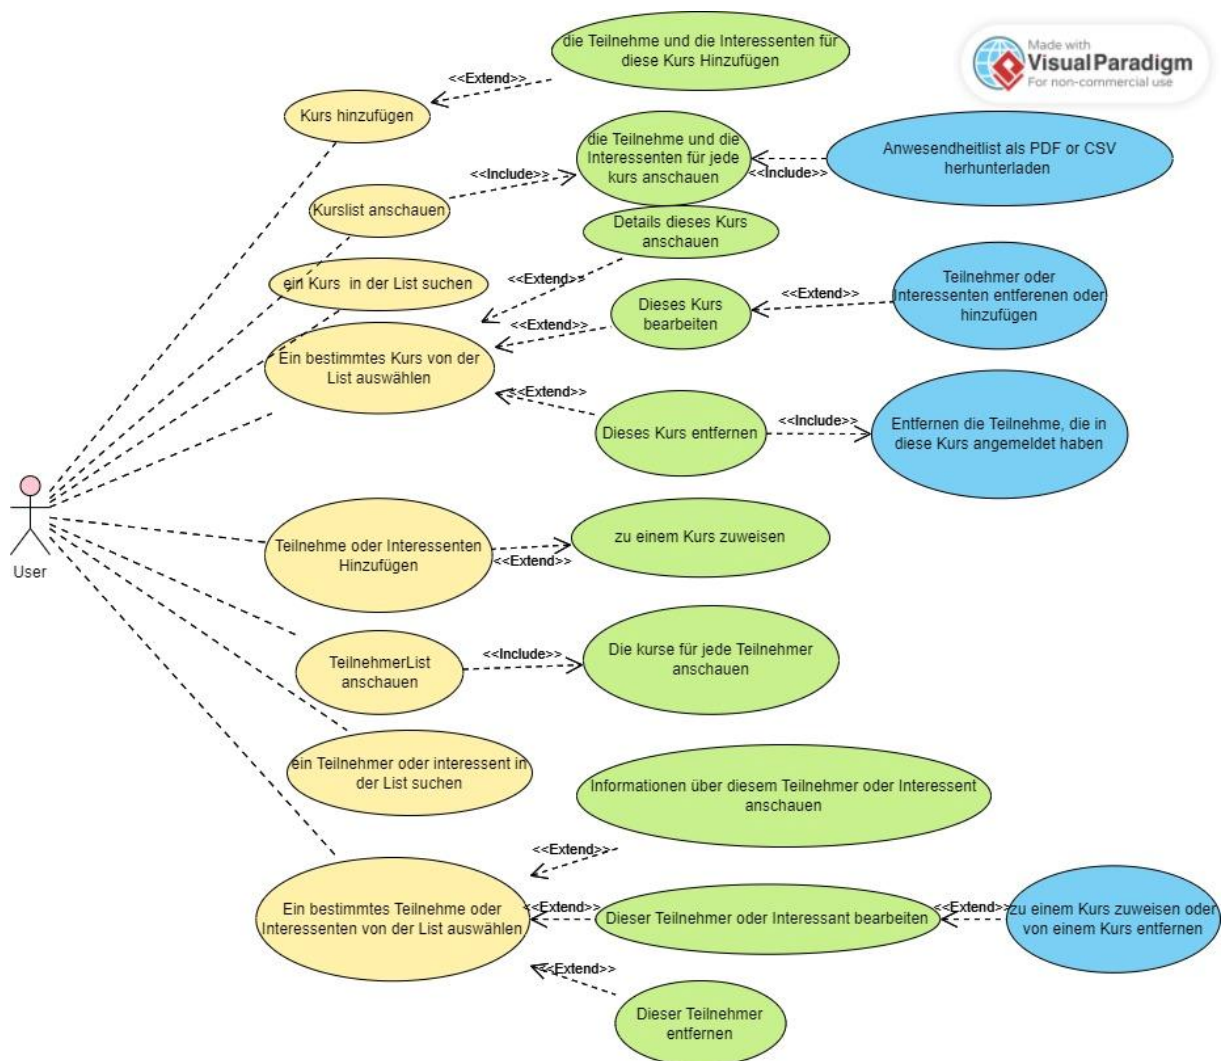 die Teilnehme und die Interessenten für
diese Kurs Hinzufügen
Made with
VisualParadigm
For non-commercial use
<<Extend>>
Kurs hinzufügen
die Teilnehme und die
Interessenten für jede
kurs anschauen
Anwesendheitlist als PDF or CSV
herhunterladen
<<Include>>
<<Include>>
Kurslist anschauen
Details dieses Kurs
anschauen
ein Kurs in der List suchen
<<Extend>>
Dieses Kurs
bearbeiten
<<Extend>>
Teilnehmer oder
Interessenten entferenen oder
hinzufügen
<<Extend>>
Ein bestimmtes Kurs von der
List auswählen
<<Extend>>
Dieses Kurs entfernen
<<Include>>
Entfernen die Teilnehme, die in
diese Kurs angemeldet haben
User
Teilnehme oder Interessenten
Hinzufügen
<<Extend>>
zu einem Kurs zuweisen
TeilnehmerList
anschauen
<<Include>>
Die kurse für jede Teilnehmer
anschauen
ein Teilnehmer oder interessent in
der List suchen
Informationen über diesem Teilnehmer oder Interessent
anschauen
<<Extend>>
Ein bestimmtes Teilnehme oder
Interessenten von der List auswählen
<<Extend>>
Dieser Teilnehmer oder Interessant bearbeiten
<<Extend>>
zu einem Kurs zuweisen oder
von einem Kurs entfernen
<<Extend>>
Dieser Teilnehmer
entfernen